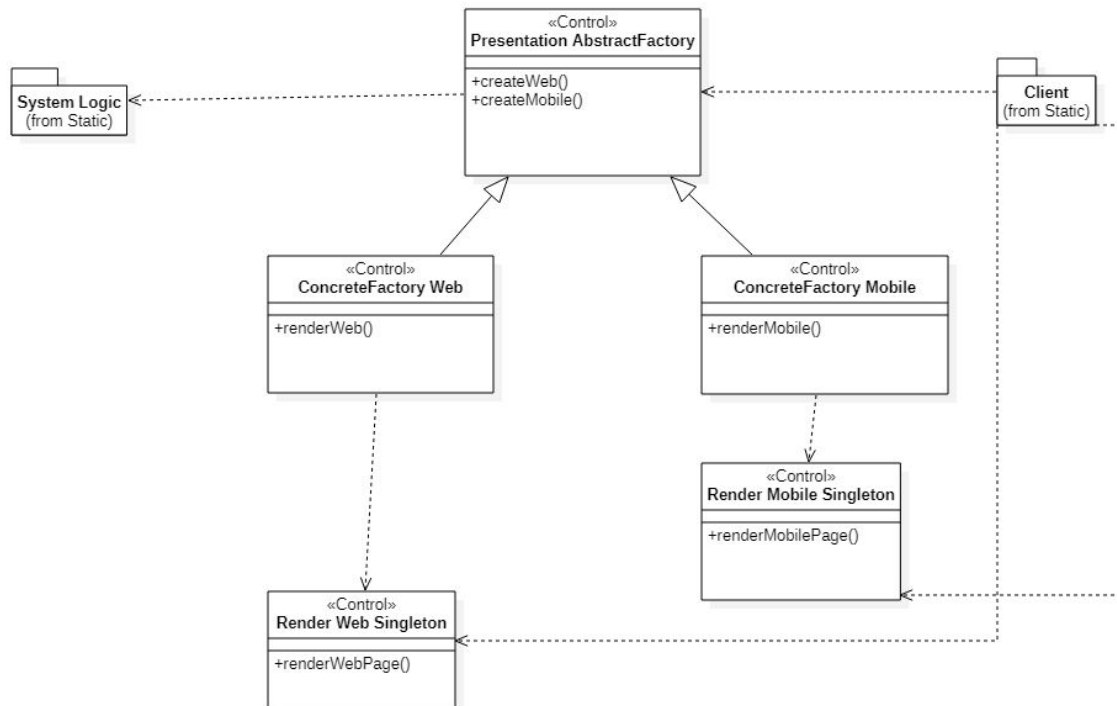 «Control»
Presentation AbstractFactory
+createWeb()
+createMobile()
System Logic
(from Static)
Client
(from Static)
«Control»
ConcreteFactory Web
+renderWeb()
«Control»
ConcreteFactory Mobile
+renderMobile()
«Control»
Render Mobile Singleton
+renderMobilePage()
«Control»
Render Web Singleton
+renderWebPage()